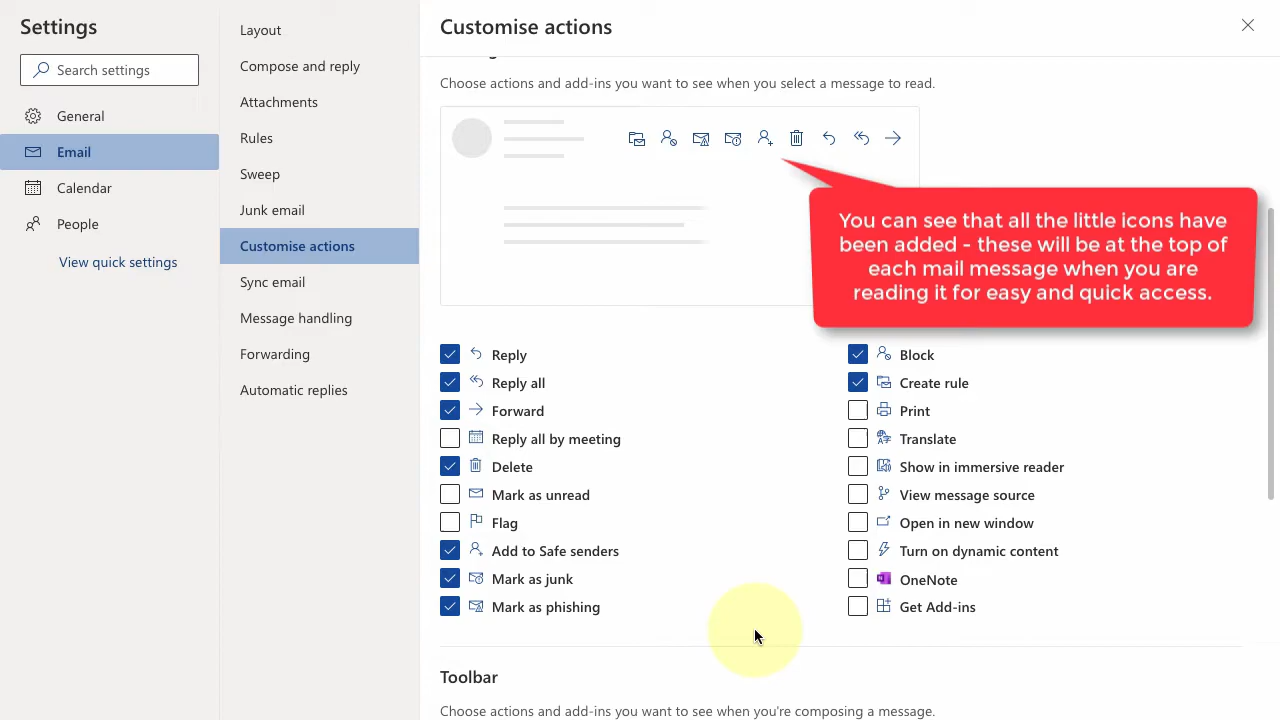 Settings
Search settings
General
Email
Calendar
People
View quick settings
Layout
Compose and reply
Attachments
Rules
Sweep
Junk email
Customise actions
Sync email
Message handling
Forwarding
Automatic replies
Customise actions
Choose actions and add-ins you want to see when you select a message to read.
You can see that all the little icons have
been added - these will be at the top of
each mail message when you are
reading it for easy and quick access.
Reply
Reply all
Forward
Reply all by meeting
Delete
Mark as unread
Flag
Add to Safe senders
Mark as junk
Mark as phishing
Block
Create rule
Print
Translate
Show in immersive reader
View message source
Open in new window
Turn on dynamic content
OneNote
Get Add-ins
Toolbar
Choose actions and add-ins you want to see when you're composing a message.